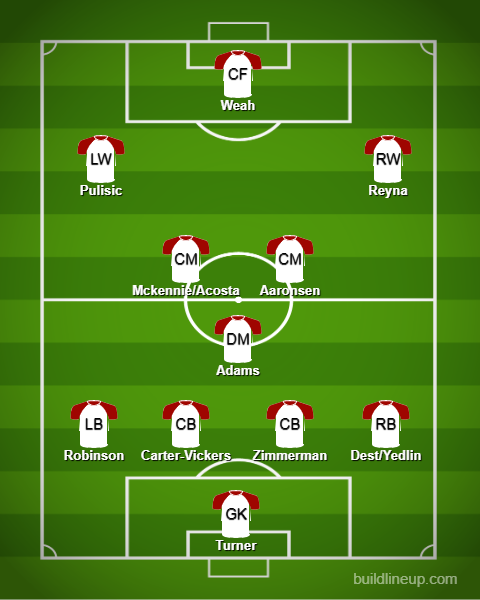 CF
Weah
LW
RW
Pulisic
Reyna
CM
CM
Mckennie/Acosta
Aaronsen
DM
Adams
LB
CB
CB
RB
Robinson
Carter-Vickers
Zimmerman
Dest/Yedlin
GK
Turner
buildlineup.com